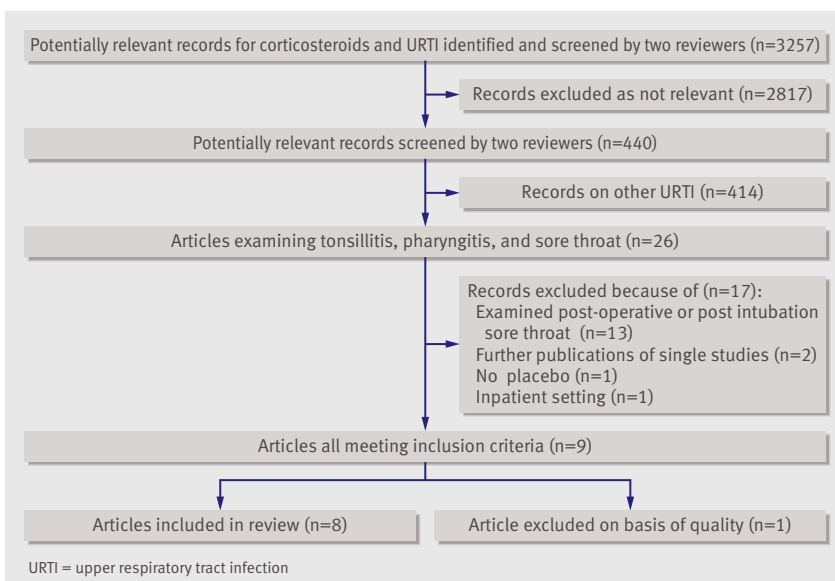 Potentially relevant records for corticosteroids and URTI identified and screened by two reviewers (n=3257)
Records excluded as not relevant (n=2817)
Potentially relevant records screened by two reviewers (n=440)
Records on other URTI (n=414)
Articles examining tonsillitis, pharyngitis, and sore throat (n=26)
Records excluded because of (n=17):
Examined post-operative or post intubation
sore throat (n=13)
Further publications of single studies (n=2)
No placebo (n=1)
Inpatient setting (n=1)
Articles all meeting inclusion criteria (n=9)
Articles included in review (n=8)
Article excluded on basis of quality (n=1)
URTI = upper respiratory tract infection